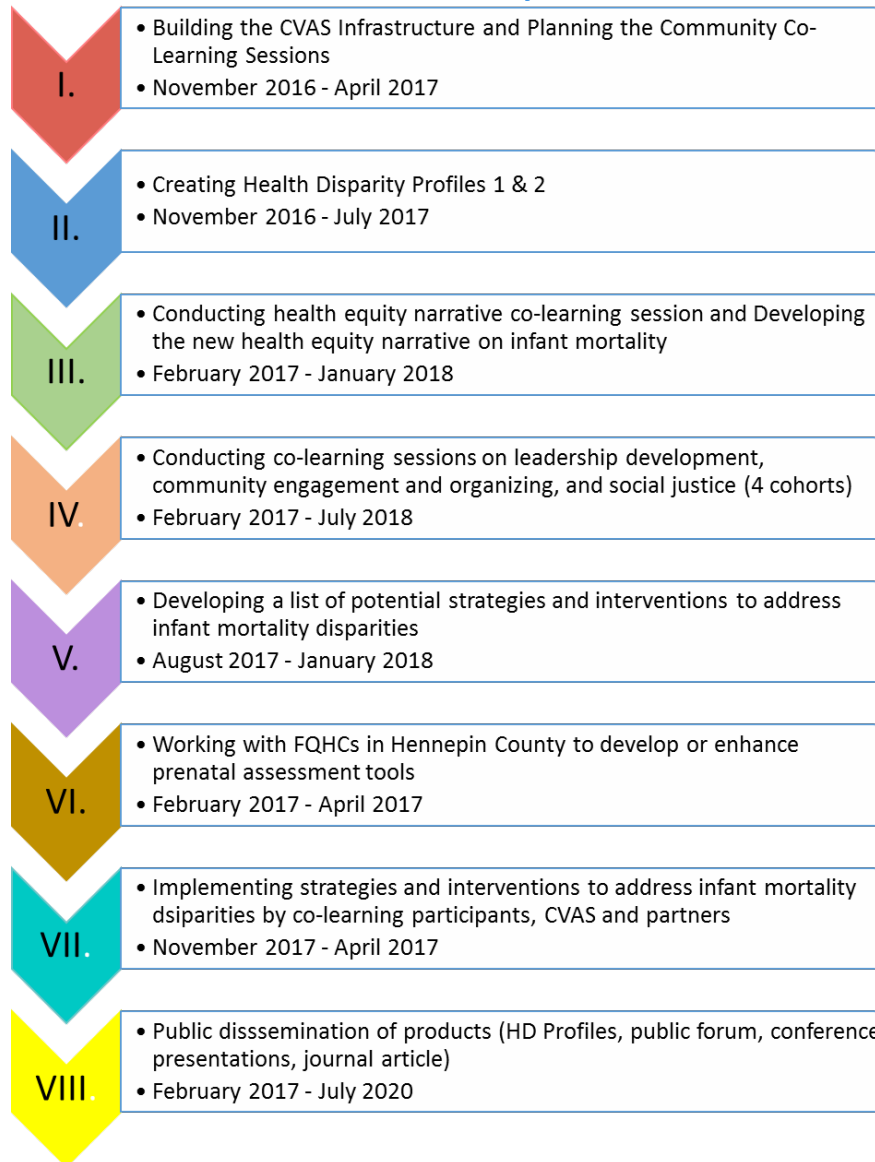 I.
• Building the CVAS Infrastructure and Planning the Community Co-
Learning Sessions
• November 2016 - April 2017
II.
• Creating Health Disparity Profiles 1 & 2
• November 2016 - July 2017
III.
• Conducting health equity narrative co-learning session and Developing
the new health equity narrative on infant mortality
• February 2017 - January 2018
IV.
• Conducting co-learning sessions on leadership development,
community engagement and organizing, and social justice (4 cohorts)
• February 2017 - July 2018
V.
• Developing a list of potential strategies and interventions to address
infant mortality disparities
• August 2017 - January 2018
VI.
• Working with FQHCs in Hennepin County to develop or enhance
prenatal assessment tools
• February 2017 - April 2017
VII.
• Implementing strategies and interventions to address infant mortality
dsiparities by co-learning participants, CVAS and partners
• November 2017 - April 2017
VIII.
• Public disssemination of products (HD Profiles, public forum, conference
presentations, journal article)
• February 2017 - July 2020